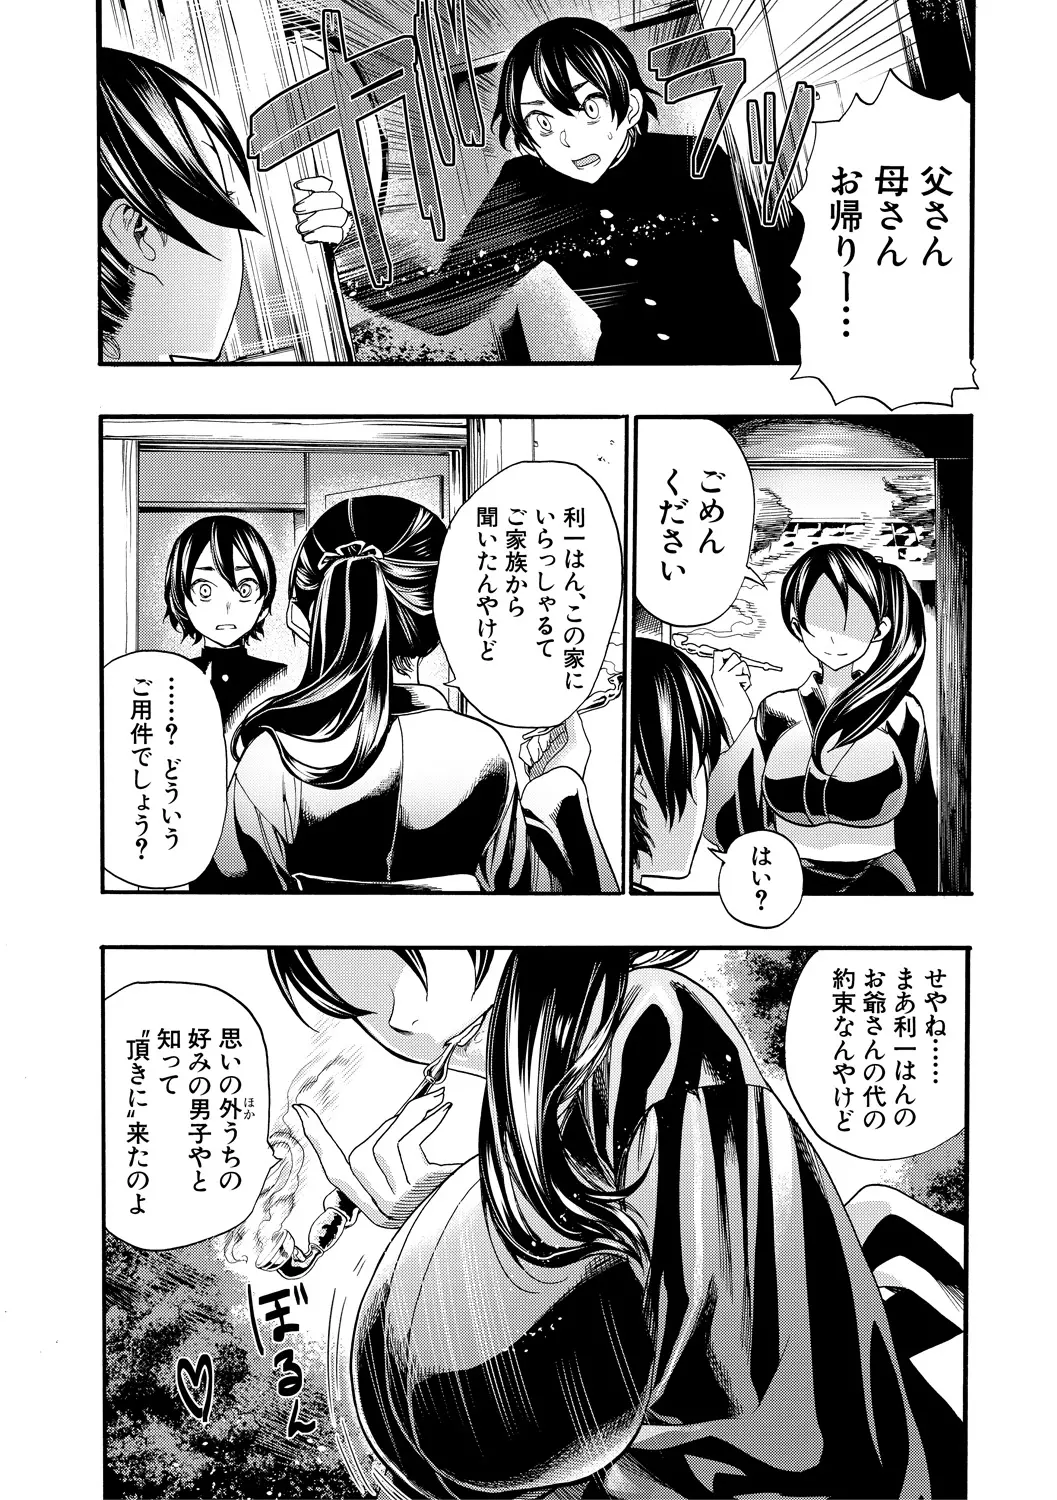 ガラッ
父さん
母さん
お帰りー…
ごめん
ください
はい?
利一はん、この家に
いらっしゃるて
ご家族から
聞いたんやけど
……?どういう
ご用件でしょう?
せやね……
まあ利一はんの
お爺さんの代の
約束なんやけど
思いの外うちの
ほか
好みの男子やと
知って
〝頂きに〟来たのよ
ぼるん♡